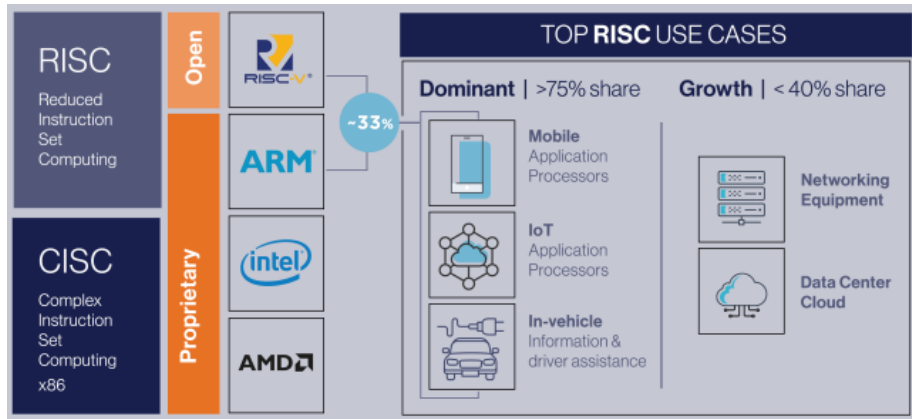 RISC
Reduced
Instruction
Set
Computing
CISC
Complex
Instruction
Set
Computing
x86
Open
Proprietary
RISC-V®
ARM®
intel®
AMD
~33%
TOP RISC USE CASES
Dominant | >75% share
Mobile
Application
Processors
IoT
Application
Processors
In-vehicle
Information &
driver assistance
Growth | < 40% share
Networking
Equipment
Data Center
Cloud